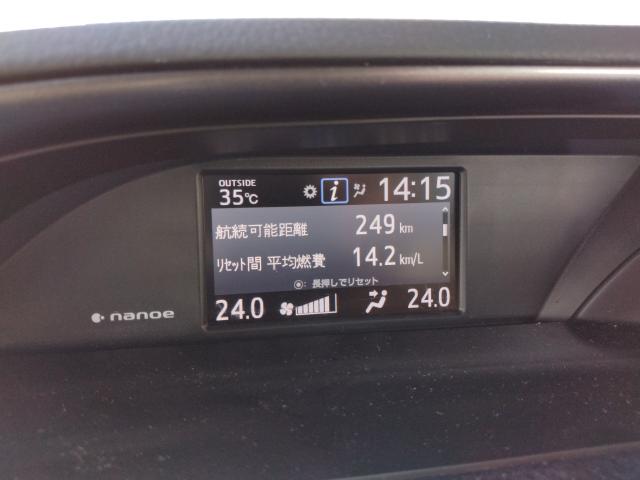 OUTSIDE
35℃
i
14:15
航続可能距離 249 km
リセット間 平均燃費 14.2 km/L
◉: 長押しでリセット
24.0
24.0
nanoe